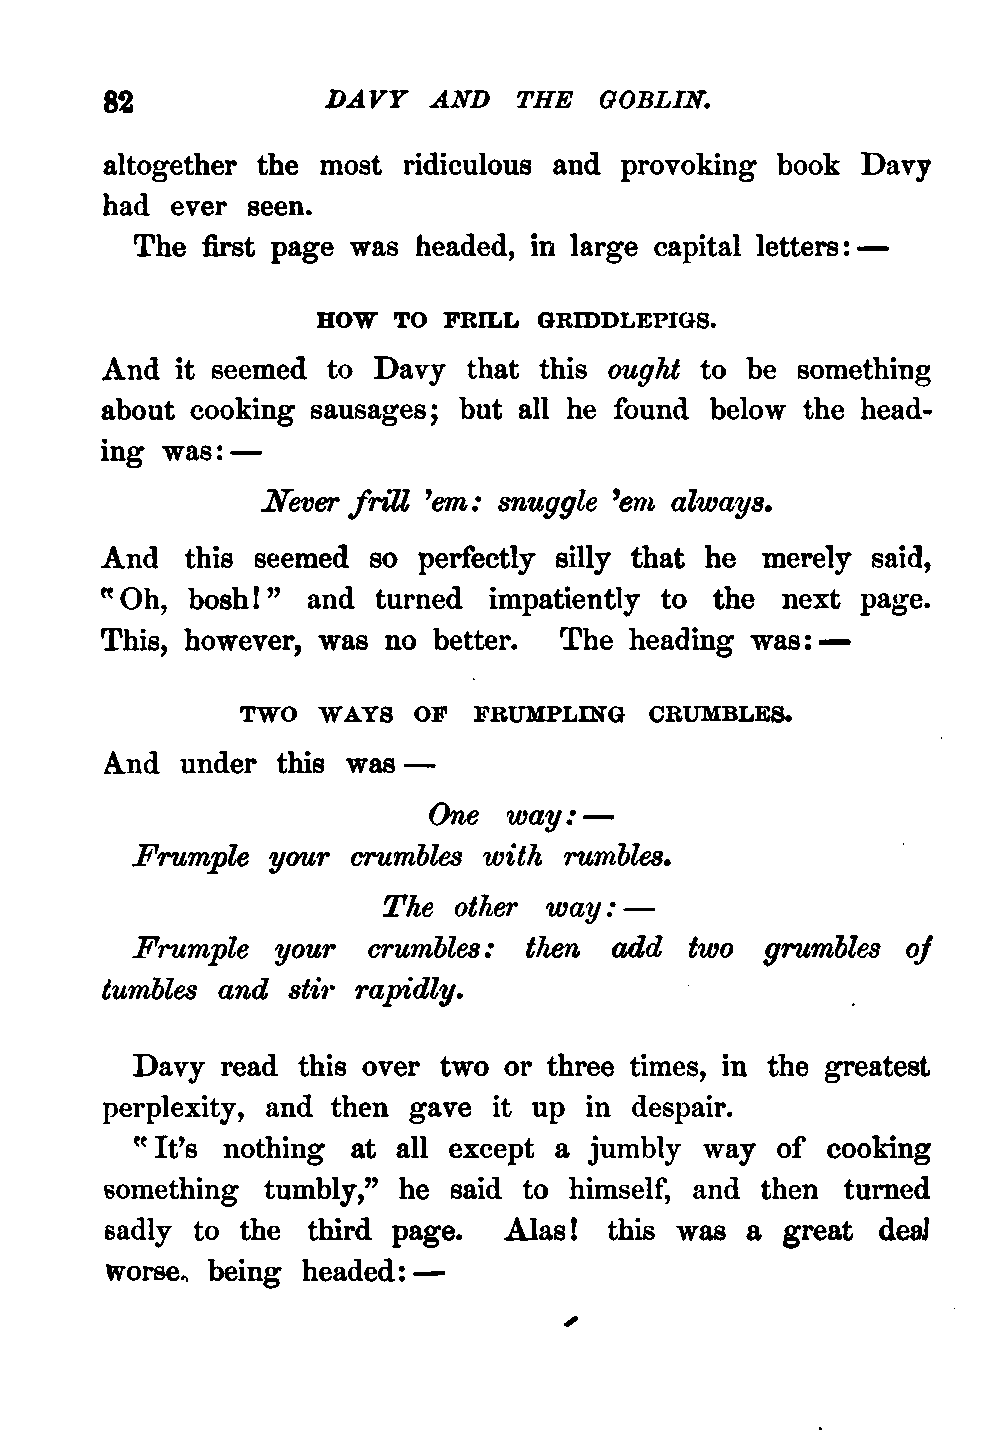 82 DAVY AND THE GOBLIN.
altogether the most ridiculous and provoking book Davy
had ever seen.
The first page was headed, in large capital letters: —
HOW TO FRILL GRIDDLEPIGS.
And it seemed to Davy that this ought to be something
about cooking sausages; but all he found below the head-
ing was: —
Never frill 'em: snuggle 'em always.
And this seemed so perfectly silly that he merely said,
"Oh, bosh!" and turned impatiently to the next page.
This, however, was no better. The heading was: —
TWO WAYS OF FRUMPLING CRUMBLES.
And under this was —
One way: —
Frumple your crumbles with rumbles.
The other way: —
Frumple your crumbles: then add two grumbles of
tumbles and stir rapidly.
Davy read this over two or three times, in the greatest
perplexity, and then gave it up in despair.
"It's nothing at all except a jumbly way of cooking
something tumbly," he said to himself, and then turned
sadly to the third page. Alas! this was a great deal
worse, being headed: —